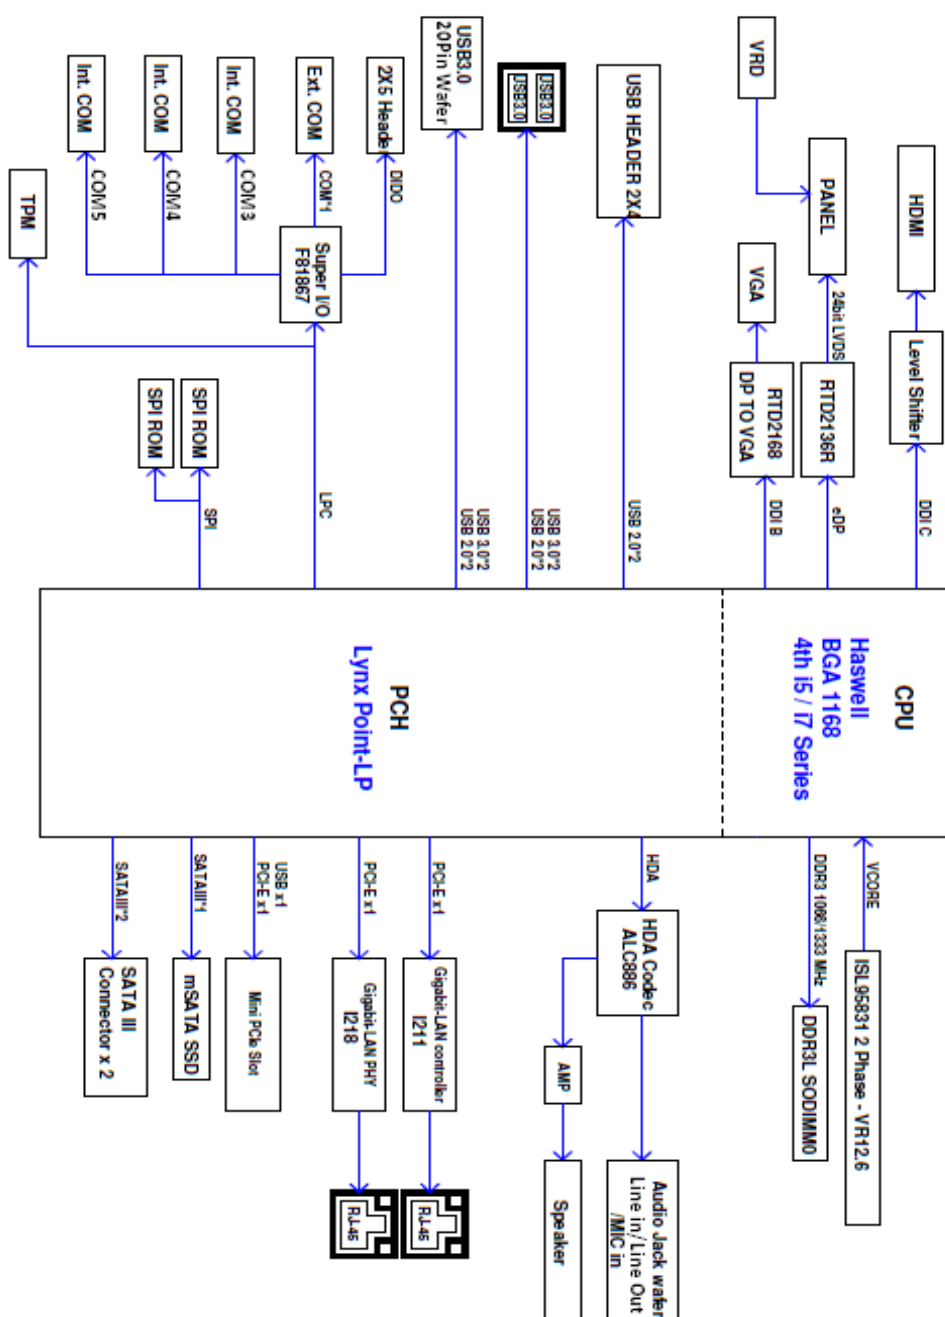 VRD
PANEL
HDMI
VGA
24bit LVDS
Level Shifter
RTD2136R
RTD2168
DP TO VGA
DDI C
eDP
DDI B
USB HEADER 2X4
USB 2.0*2
USB3.0
USB3.0
USB 3.0*2
USB 2.0*2
USB3.0
20Pin Wafer
USB 3.0*2
USB 2.0*2
2X5 Header
DIDO
Ext. COM
COM*1
Int. COM
COM3
Int. COM
COM4
Int. COM
COM5
Super I/O
F81867
TPM
LPC
SPI ROM
SPI ROM
SPI
CPU
Haswell
BGA 1168
4th i5 / i7 Series
PCH
Lynx Point-LP
VCORE
ISL95831 2 Phase - VR12.6
DDR3 1066/1333 MHz
DDR3L SODIMM0
HDA
HDA Codec
ALC886
AMP
Speaker
Audio Jack wafer
Line in/Line Out
/MIC in
PCI-E x1
Gigabit-LAN controller
I211
RJ-45
PCI-E x1
Gigabit-LAN PHY
I218
RJ-45
USB x1
PCI-E x1
Mini PCIe Slot
SATAIII*1
mSATA SSD
SATAIII*2
SATA III
Connector x 2